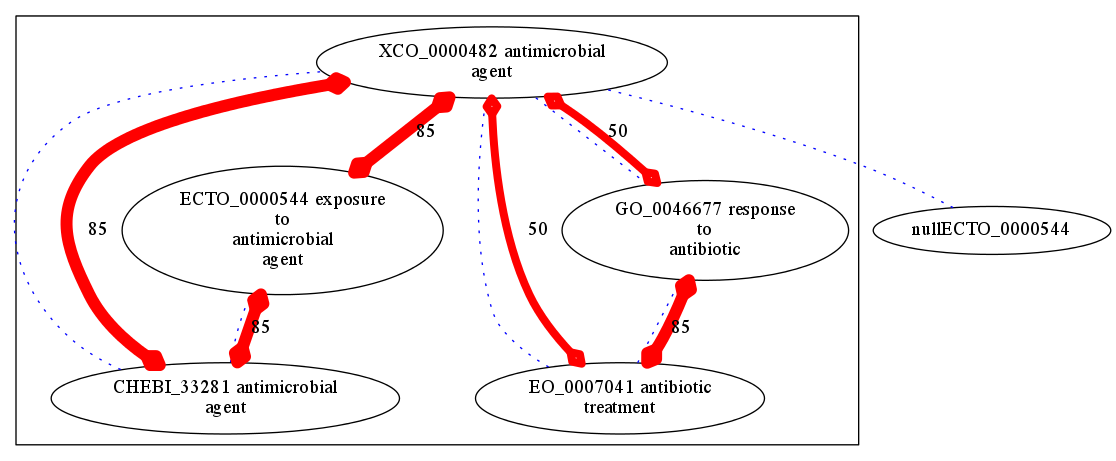 XCO_0000482 antimicrobial
agent
85
50
ECTO_0000544 exposure
to
antimicrobial
agent
GO_0046677 response
to
antibiotic
nullECTO_0000544
85
50
85
85
CHEBI_33281 antimicrobial
agent
EO_0007041 antibiotic
treatment